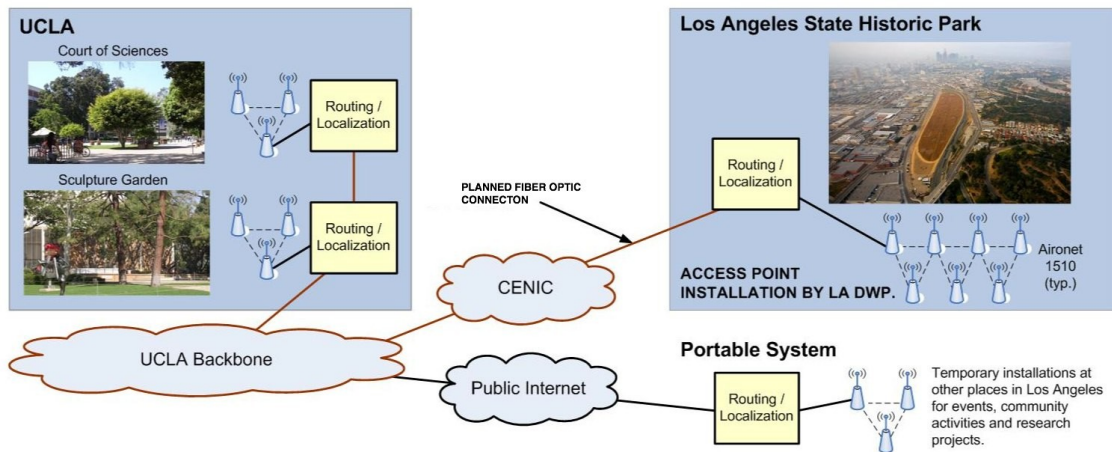 UCLA
Court of Sciences
Routing /
Localization
Sculpture Garden
Routing /
Localization
UCLA Backbone
CENIC
Public Internet
PLANNED FIBER OPTIC
CONNECTON
Los Angeles State Historic Park
Routing /
Localization
ACCESS POINT
INSTALLATION BY LA DWP.
Aironet
1510
(typ.)
Portable System
Routing /
Localization
Temporary installations at
other places in Los Angeles
for events, community
activities and research
projects.